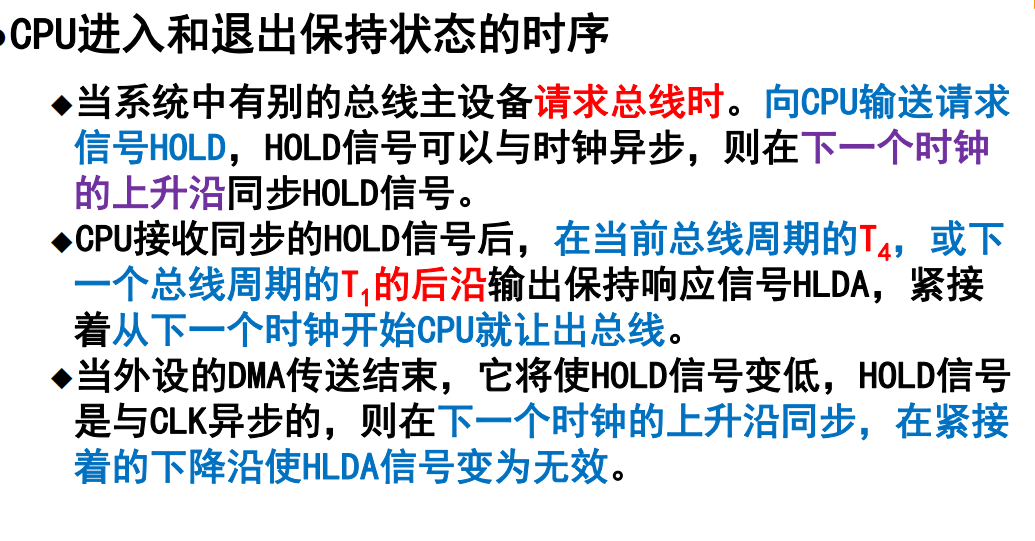 •CPU进入和退出保持状态的时序
◆当系统中有别的总线主设备请求总线时。向CPU输送请求
信号HOLD，HOLD信号可以与时钟异步，则在下一个时钟
的上升沿同步HOLD信号。
◆CPU接收同步的HOLD信号后，在当前总线周期的T₄，或下
一个总线周期的T₁的后沿输出保持响应信号HLDA，紧接
着从下一个时钟开始CPU就让出总线。
◆当外设的DMA传送结束，它将使HOLD信号变低，HOLD信号
是与CLK异步的，则在下一个时钟的上升沿同步，在紧接
着的下降沿使HLDA信号变为无效。